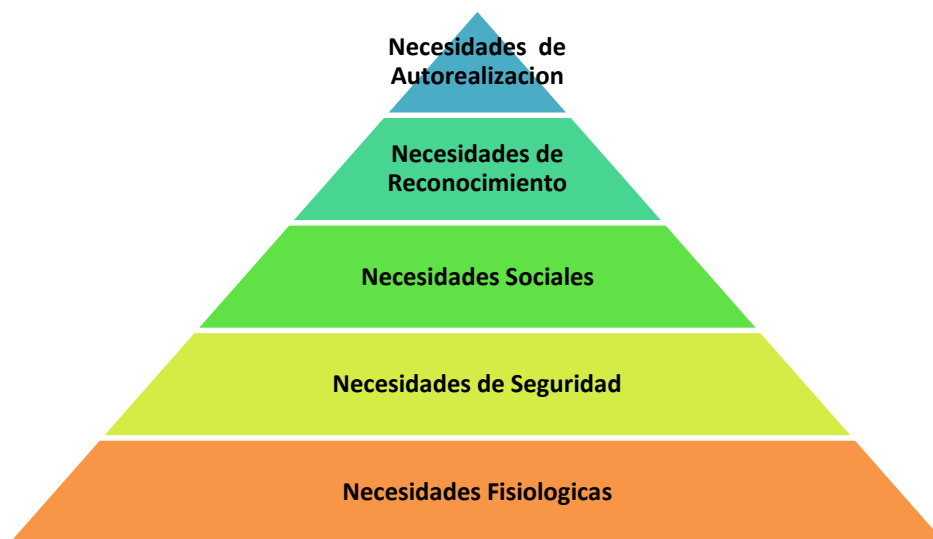 Necesidades de
Autorealizacion
Necesidades de
Reconocimiento
Necesidades Sociales
Necesidades de Seguridad
Necesidades Fisiologicas